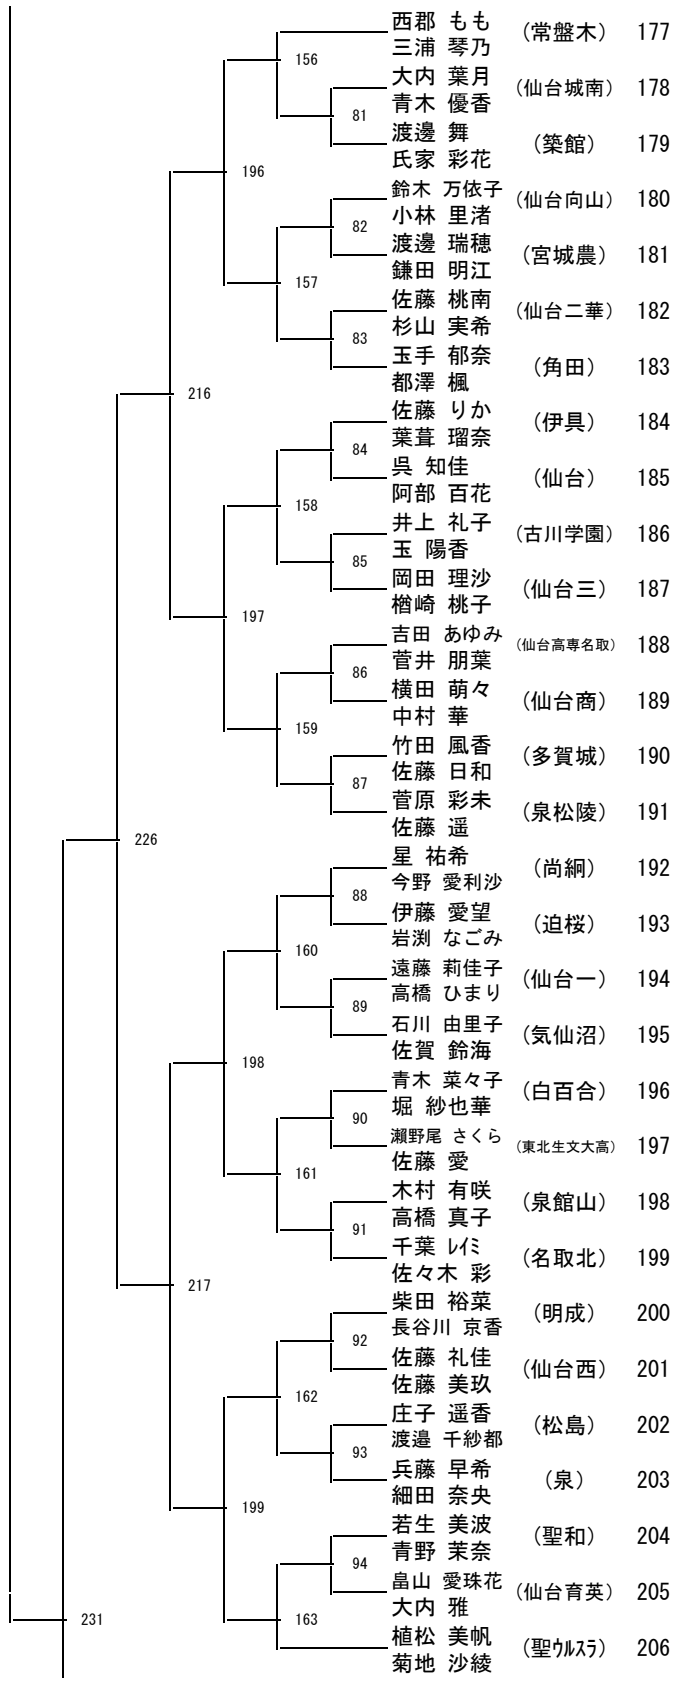 西郡 もも
三浦 琴乃
(常盤木) 177
156
大内 葉月
青木 優香
(仙台城南) 178
81
渡邊 舞
氏家 彩花
(築館) 179
196
鈴木 万依子
小林 里渚
(仙台向山) 180
82
渡邊 瑞穂
鎌田 明江
(宮城農) 181
157
佐藤 桃南
杉山 実希
(仙台二華) 182
83
玉手 郁奈
都澤 楓
(角田) 183
216
佐藤 りか
葉葺 瑠奈
(伊具) 184
84
呉 知佳
阿部 百花
(仙台) 185
158
井上 礼子
玉 陽香
(古川学園) 186
85
岡田 理沙
楢崎 桃子
(仙台三) 187
197
吉田 あゆみ
菅井 朋葉
(仙台高専名取) 188
86
横田 萌々
中村 華
(仙台商) 189
159
竹田 風香
佐藤 日和
(多賀城) 190
87
菅原 彩未
佐藤 遥
(泉松陵) 191
226
星 祐希
今野 愛利沙
(尚絅) 192
88
伊藤 愛望
岩渕 なごみ
(迫桜) 193
160
遠藤 莉佳子
高橋 ひまり
(仙台一) 194
89
石川 由里子
佐賀 鈴海
(気仙沼) 195
198
青木 菜々子
堀 紗也華
(白百合) 196
90
瀬野尾 さくら
佐藤 愛
(東北生文大高) 197
161
木村 有咲
高橋 真子
(泉館山) 198
91
千葉 レイミ
佐々木 彩
(名取北) 199
217
柴田 裕菜
長谷川 京香
(明成) 200
92
佐藤 礼佳
佐藤 美玖
(仙台西) 201
162
庄子 遥香
渡邉 千紗都
(松島) 202
93
兵藤 早希
細田 奈央
(泉) 203
199
若生 美波
青野 茉奈
(聖和) 204
94
畠山 愛珠花
大内 雅
(仙台育英) 205
231
163
植松 美帆
菊地 沙綾
(聖ウルスラ) 206